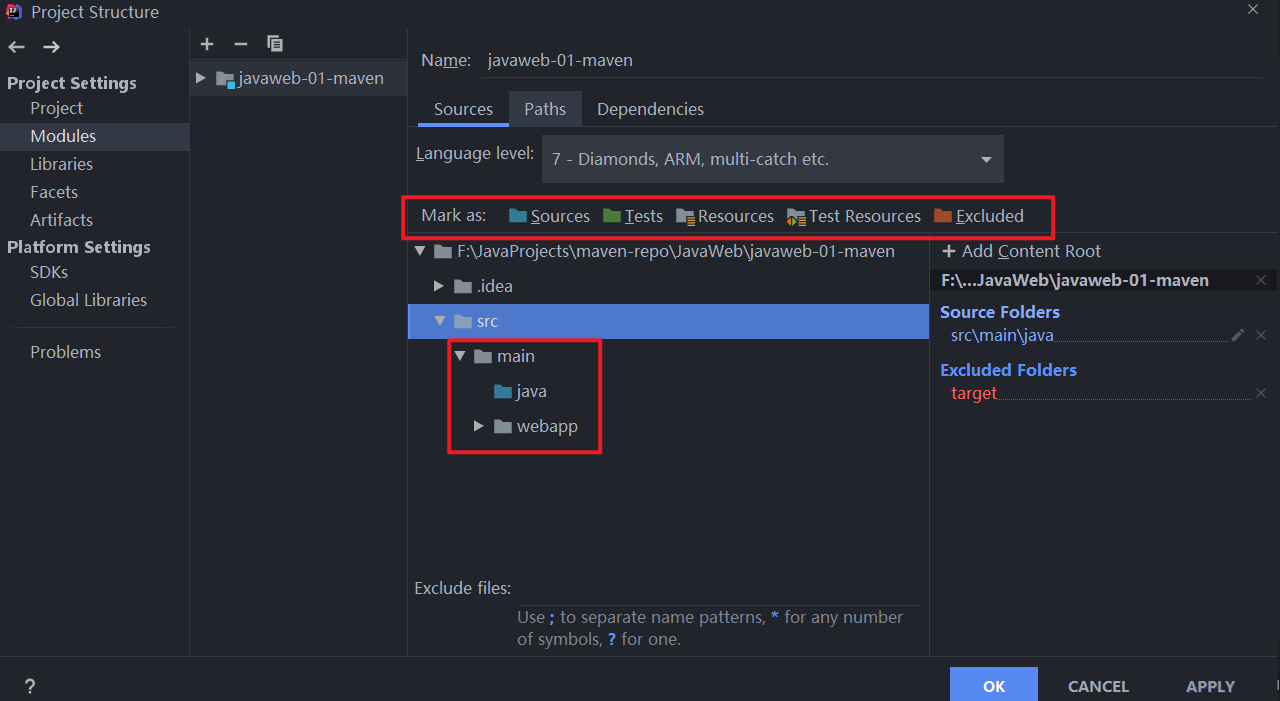 Project Structure
Project Settings
Project
Modules
Libraries
Facets
Artifacts
Platform Settings
SDKs
Global Libraries
Problems
javaweb-01-maven
Name: javaweb-01-maven
Sources Paths Dependencies
Language level: 7 - Diamonds, ARM, multi-catch etc.
Mark as: Sources Tests Resources Test Resources Excluded
F:\JavaProjects\maven-repo\JavaWeb\javaweb-01-maven
.idea
src
main
java
webapp
+ Add Content Root
F:\...JavaWeb\javaweb-01-maven
Source Folders
src\main\java
Excluded Folders
target
Exclude files:
Use ; to separate name patterns, * for any number
of symbols, ? for one.
?
OK CANCEL APPLY